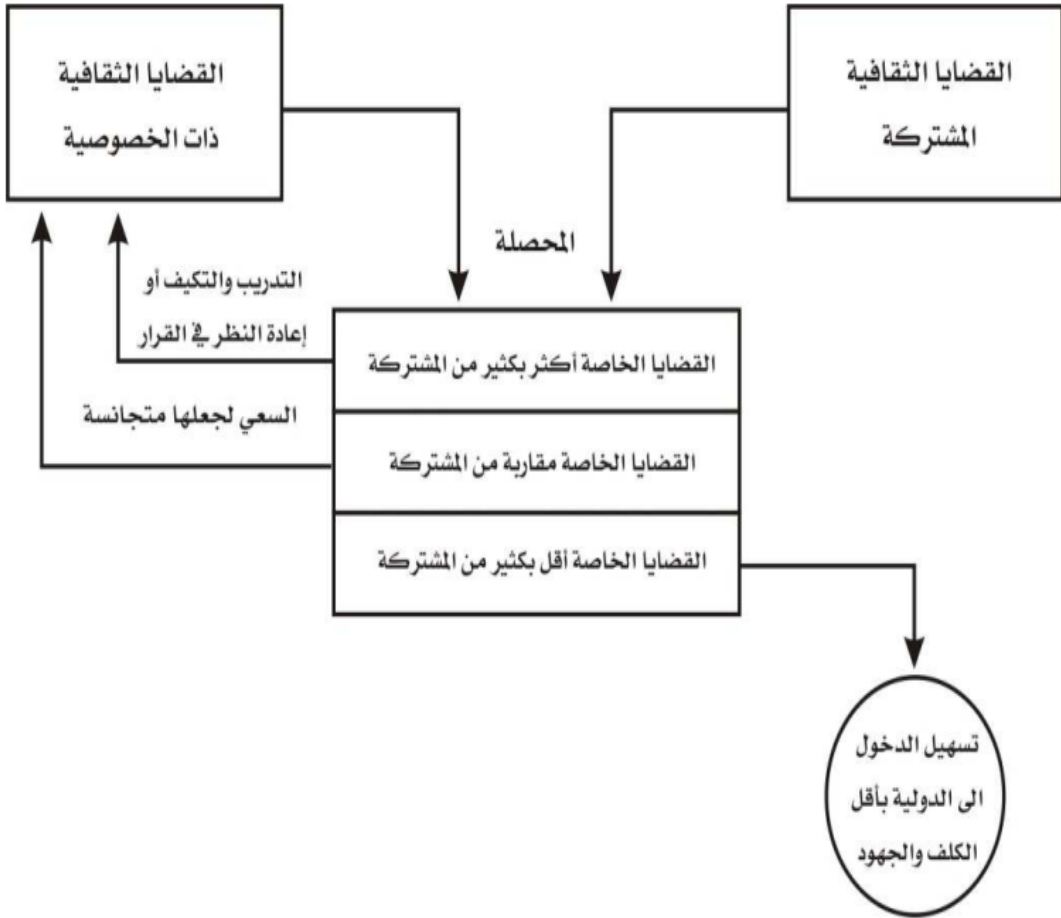 القضايا الثقافية
المشتركة
القضايا الثقافية
ذات الخصوصية
المحصلة
التدريب والتكيف أو
إعادة النظر في القرار
السعي لجعلها متجانسة
القضايا الخاصة أكثر بكثير من المشتركة
القضايا الخاصة مقاربة من المشتركة
القضايا الخاصة أقل بكثير من المشتركة
تسهيل الدخول
الى الدولية بأقل
الكلف والجهود